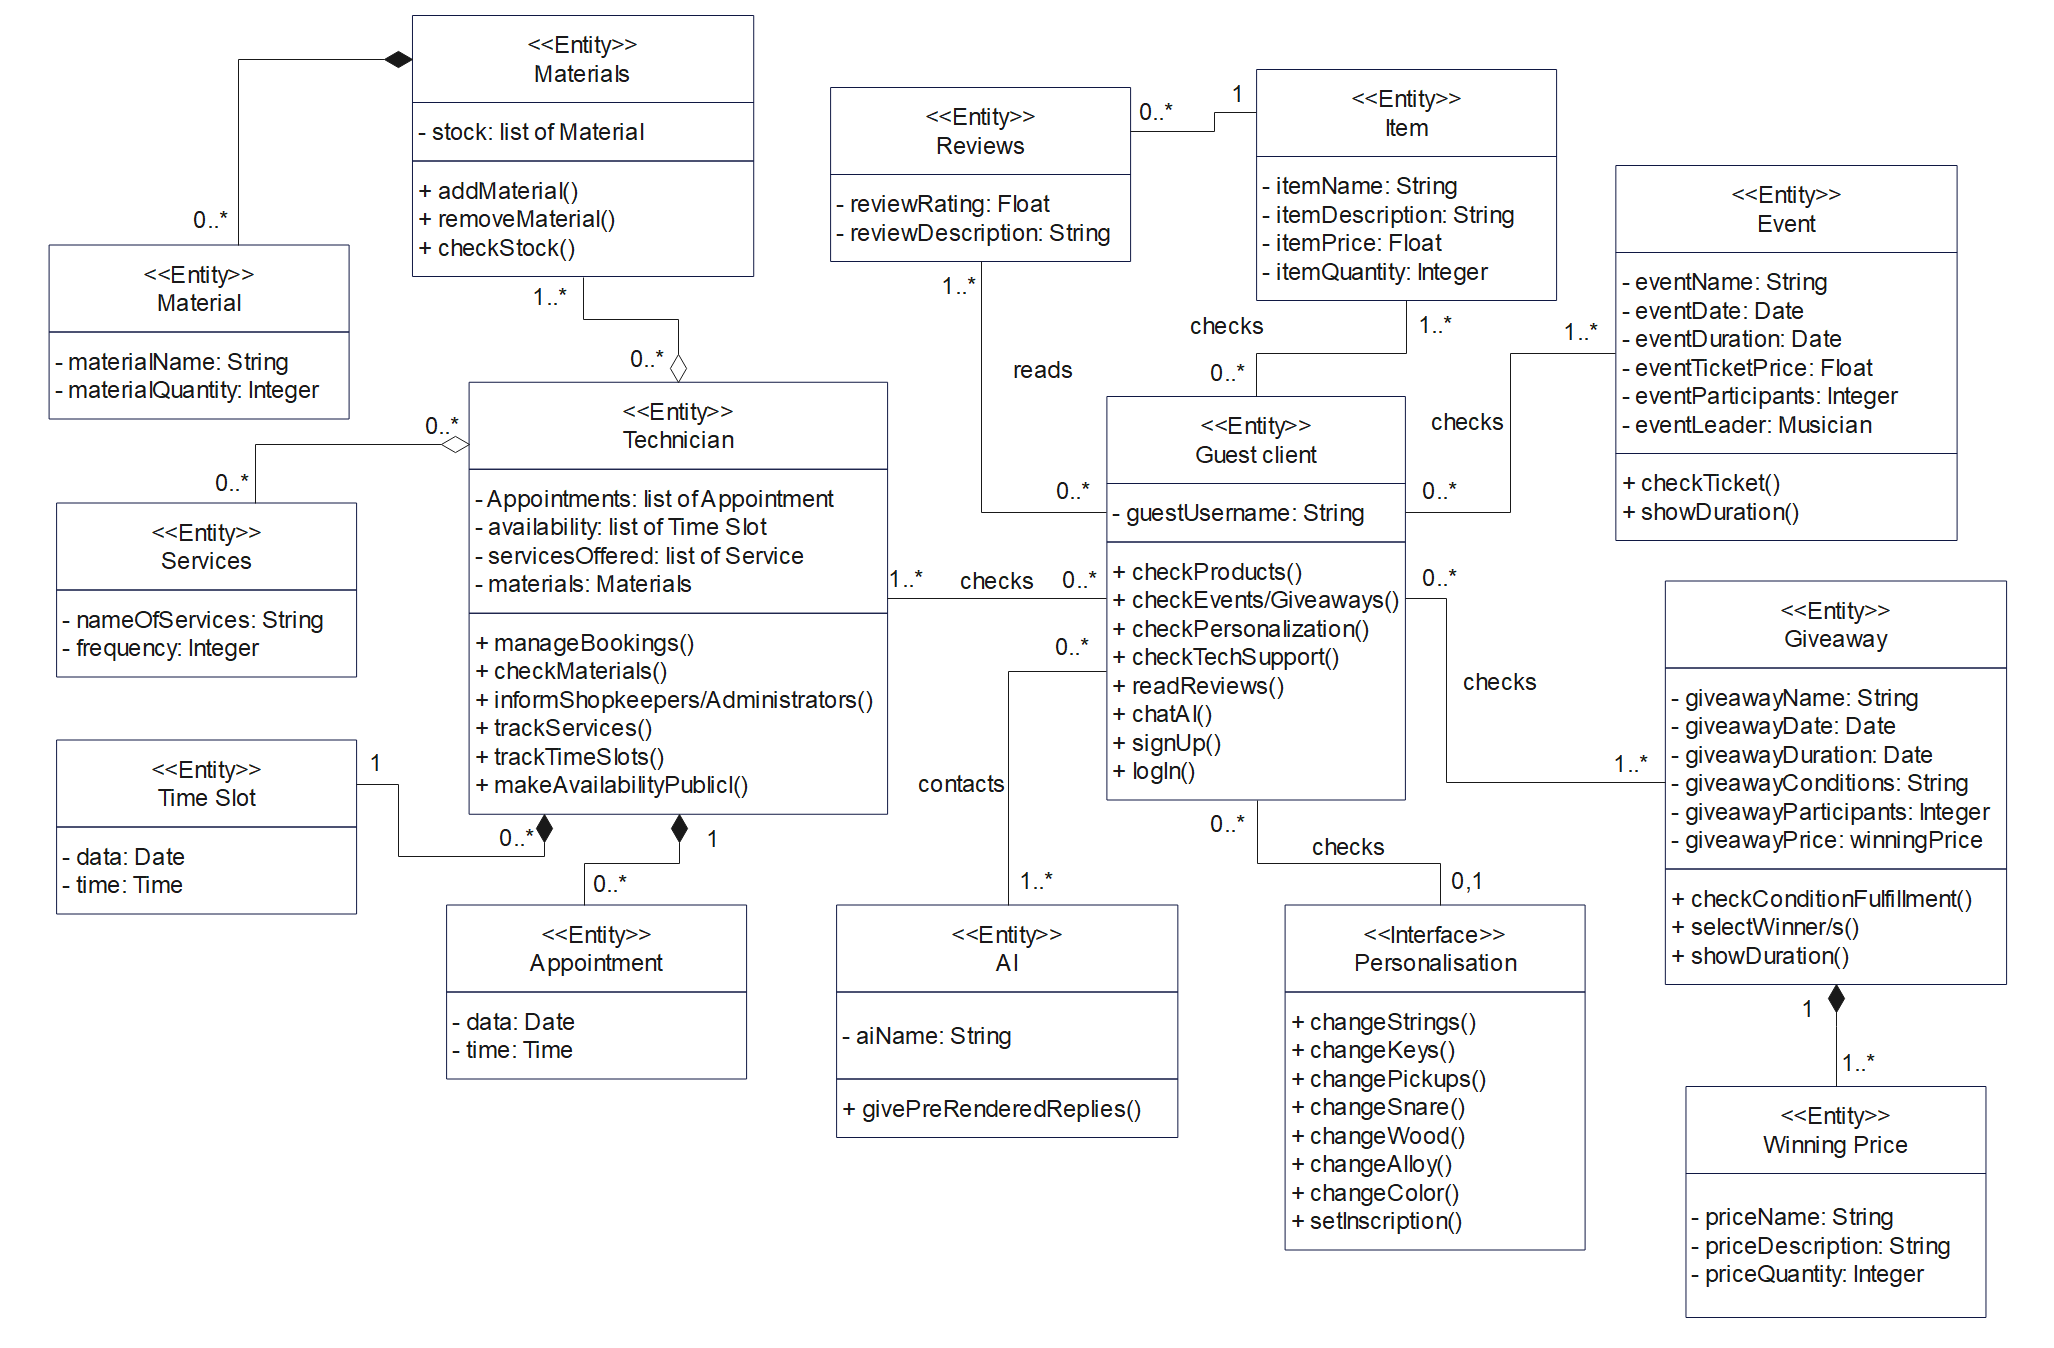 <<Entity>>
Materials
- stock: list of Material
+ addMaterial()
+ removeMaterial()
+ checkStock()
0..*
<<Entity>>
Material
- materialName: String
- materialQuantity: Integer
1..*
0..*
<<Entity>>
Reviews
- reviewRating: Float
- reviewDescription: String
0..*
1
<<Entity>>
Item
- itemName: String
- itemDescription: String
- itemPrice: Float
- itemQuantity: Integer
<<Entity>>
Event
- eventName: String
- eventDate: Date
- eventDuration: Date
- eventTicketPrice: Float
- eventParticipants: Integer
- eventLeader: Musician
+ checkTicket()
+ showDuration()
1..*
reads
0..*
checks
1..*
0..*
1..*
checks
0..*
<<Entity>>
Technician
- Appointments: list of Appointment
- availability: list of Time Slot
- servicesOffered: list of Service
- materials: Materials
+ manageBookings()
+ checkMaterials()
+ informShopkeepers/Administrators()
+ trackServices()
+ trackTimeSlots()
+ makeAvailabilityPublicl()
0..*
0..*
<<Entity>>
Services
- nameOfServices: String
- frequency: Integer
<<Entity>>
Guest client
- guestUsername: String
+ checkProducts()
+ checkEvents/Giveaways()
+ checkPersonalization()
+ checkTechSupport()
+ readReviews()
+ chatAI()
+ signUp()
+ logIn()
1..*
checks
0..*
0..*
contacts
1..*
0..*
checks
1..*
<<Entity>>
Giveaway
- giveawayName: String
- giveawayDate: Date
- giveawayDuration: Date
- giveawayConditions: String
- giveawayParticipants: Integer
- giveawayPrice: winningPrice
+ checkConditionFulfillment()
+ selectWinner/s()
+ showDuration()
<<Entity>>
Time Slot
- data: Date
- time: Time
1
0..*
1
0..*
<<Entity>>
Appointment
- data: Date
- time: Time
<<Entity>>
AI
- aiName: String
+ givePreRenderedReplies()
0..*
checks
0,1
<<Interface>>
Personalisation
+ changeStrings()
+ changeKeys()
+ changePickups()
+ changeSnare()
+ changeWood()
+ changeAlloy()
+ changeColor()
+ setInscription()
1
1..*
<<Entity>>
Winning Price
- priceName: String
- priceDescription: String
- priceQuantity: Integer